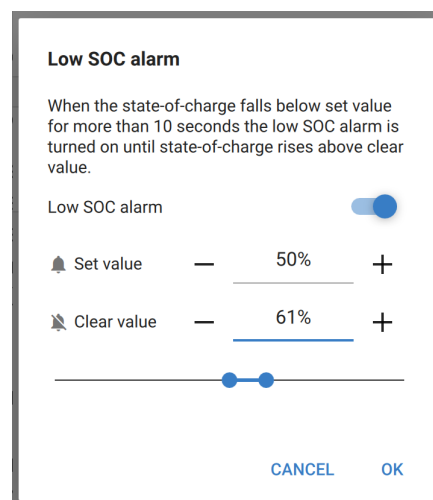 Low SOC alarm
When the state-of-charge falls below set value
for more than 10 seconds the low SOC alarm is
turned on until state-of-charge rises above clear
value.
Low SOC alarm
Set value — 50% +
Clear value — 61% +
CANCEL OK